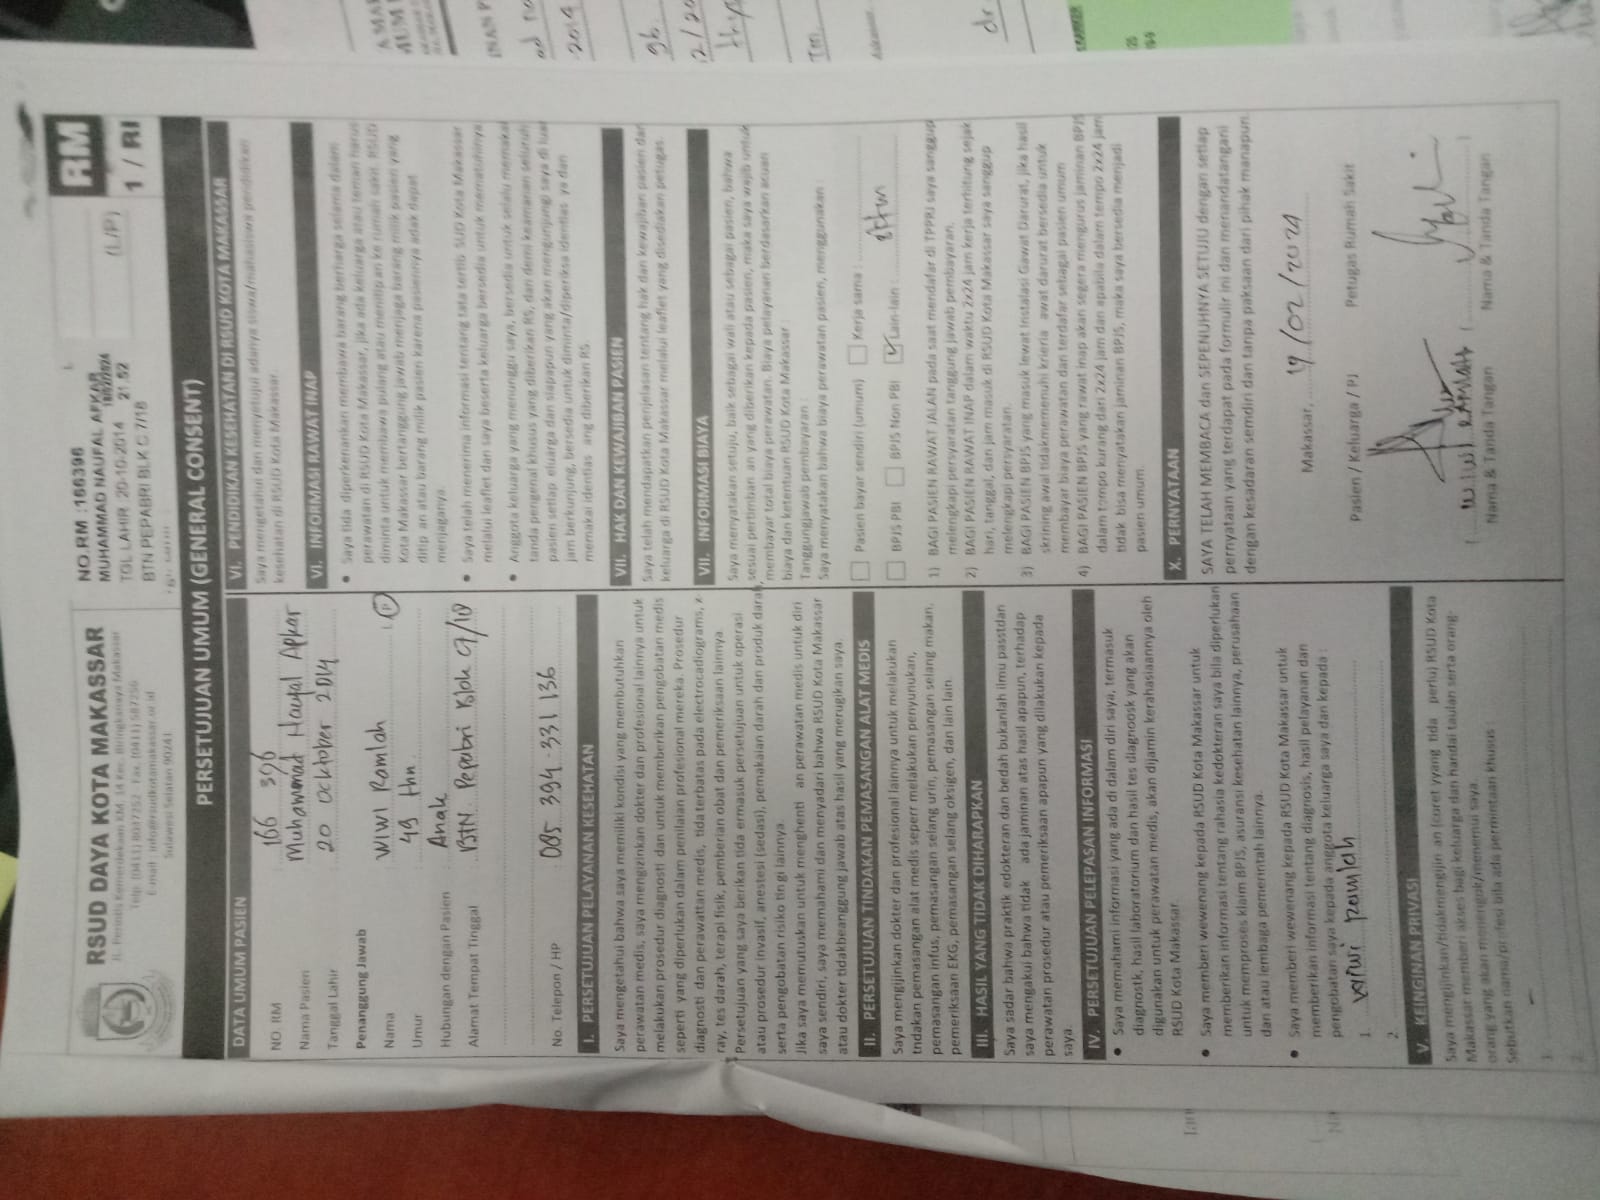 RSUD DAYA KOTA MAKASSAR
Jl. Perintis Kemerdekaan KM. 14 Kec. Biringkanaya Makasar
Telp. (0411) 8017252 Fax. (0411) 587256
Email : info@rsudkotamakassar.or.id
Sulawesi Selatan 90241
NO.RM :166396
MUHAMMAD NAUFAL AFKAR
TGL LAHIR 20-10-2014 21:52
BTN PEPABRI BLK C 7/18
(L/P)
RM
1 / RI
PERSETUJUAN UMUM (GENERAL CONSENT)
DATA UMUM PASIEN
NO RM : 166 396
Nama Pasien : Muhammad Naufal Apkar
Tanggal Lahir : 20 Oktober 2014
Penanggung Jawab
Nama : WIWI Ramlah P
Umur : 49 thn
Hubungan dengan Pasien : Anak
Alamat Tempat Tinggal : BTN. Pepabri Blok C7/18
No. Telepon / HP : 085 394 331 136
I. PERSETUJUAN PELAYANAN KESEHATAN
Saya mengetahui bahwa saya memiliki kondisi yang membutuhkan
perawatan medis, saya mengizinkan dokter dan profesional lainnya untuk
melakukan prosedur diagnosti dan untuk memberikan pengobatan medis
seperti yang diperlukan dalam penilaian profesional mereka. Prosedur
diagnosti dan perawattan medis, tida terbatas pada electrocardiograms, x
ray, tes darah, terapi fisik, pemberian obat dan pemeriksaan lainnya.
Persetujuan yang saya berikan tida ermasuk persetujuan untuk operasi
atau prosedur invasif, anestesi (sedasi), pemakaian darah dan produk darah,
serta pengobatan risiko tin gi lainnya.
Jika saya memutuskan untuk menghenti an perawatan medis untuk diri
saya sendiri, saya memahami dan menyadari bahwa RSUD Kota Makassar
atau dokter tidakbeanggung jawab atas hasil yang merugikan saya.
II. PERSETUJUAN TINDAKAN PEMASANGAN ALAT MEDIS
Saya mengijinkan dokter dan profesional lainnya untuk melakukan
tndakan pemasangan alat medis seperr melakukan penyunukan,
pemasangan infus, pemasangan selang urin, pemasangan selang makan,
pemeriksaan EKG, pemasangan selang oksigen, dan lain lain
III. HASIL YANG TIDAK DIHARAPKAN
Saya sadar bahwa praktik edokteran dan bedah bukanlah ilmu passtdan
saya mengakui bahwa tidak ada jaminan atas hasil apapun, terhadap
perawatan prosedur atau pemeriksaan apapun yang dilakukan kepada
saya.
IV. PERSETUJUAN PELEPASAN INFORMASI
• Saya memahami informasi yang ada di dalam diri saya, termasuk
diagnostk, hasil laboratorium dan hasil tes diagnoosk yang akan
digunakan untuk perawatan medis, akan dijamin kerahasiaannya oleh
RSUD Kota Makassar.
• Saya memberi wewenang kepada RSUD Kota Makassar untuk
memberikan informasi tentang rahasia kedokteran saya bila diperlukan
untuk memproses klaim BPJS, asuransi kesehatan lainnya, perusahaan
dan atau lembaga pemerintah lainnya.
• Saya memberi wewenang kepada RSUD Kota Makassar untuk
memberikan informasi tentang diagnosis, hasil pelayanan dan
pengobatan saya kepada anggota keluarga saya dan kepada :
1. wiwi ramlah
2.
V. KEINGINAN PRIVASI
Saya mengijinkan/tidakmengijin an (coret yyang tida perlu) RSUD Kota
Makassar memberi akses bagi keluarga dan handai taulan serta orang-
orang yang akan menengok/menemui saya
Sebutkan nama/profesi bila ada permintaan khusus :
1. -
2.
VI. PENDIDIKAN KESEHATAN DI RSUD KOTA MAKASSAR
Saya mengetahui dan menyetujui adanya siswa/mahasiswa pendidikan
kesehatan di RSUD Kota Makassar.
VI. INFORMASI RAWAT INAP
• Saya tida diperkenankan membawa barang berharga selama dalam
perawatan di RSUD Kota Makassar, jika ada keluarga atau teman harus
diminta untuk membawa pulang atau menitipan ke rumah sakit. RSUD
Kota Makassar bertanggung jawab menjaga barang milik pasien yang
ditip an atau barang milik pasien karena pasiennya adak dapat
menjaganya.
• Saya telah menerima informasi tentang tata tertib SUD Kota Makassar
melalui leaflet dan saya beserta keluarga bersedia untuk mematuhinya
• Anggota keluarga yang menunggu saya, bersedia untuk selalu memakai
tanda pengenal khusus yang diberikan RS, dan demi keamanan seluruh
pasien setiap eluarga dan siapapun yang akan mengunjungi saya di luar
jam berkunjung, bersedia untuk diminta/diperiksa identias ya dan
memakai identias ang diberikan RS
VII. HAK DAN KEWAJIBAN PASIEN
Saya telah mendapatkan penjelasan tentang hak dan kewajiban pasien dan
keluarga di RSUD Kota Makassar melalui leaflet yang disediakan petugas.
VII. INFORMASI BIAYA
Saya menyatakan setuju, baik sebagai wali atau sebagai pasien, bahwa
sesuai pertimban an yang diberikan kepada pasien, maka saya wajib untuk
membayar total biaya perawatan. Biaya pelayanan berdasarkan acuan
biaya dan ketentuan RSUD Kota Makassar :
Tanggungjawab pembayaran :
Saya menyatakan bahwa biaya perawatan pasien, menggunakan :
Pasien bayar sendiri (umum) Kerja sama :
BPJS PBI BPJS Non PBI Lain-lain :
1) BAGI PASIEN RAWAT JALAN pada saat mendafar di TPPRJ saya sanggup
melengkapi persyaratan tanggung jawab pembayaran.
2) BAGI PASIEN RAWAT INAP dalam waktu 2x24 jam kerja terhitung sejak
hari, tanggal, dan jam masuk di RSUD Kota Makassar saya sanggup
melengkapi persyaratan.
3) BAGI PASIEN BPJS yang masuk lewat Instalasi Gawat Darurat, jika hasil
skrining awal tidakmemenuhi krieria awat darurat bersedia untuk
membayar biaya perawatan dan terdafar sebagai pasien umum
4) BAGI PASIEN BPJS yang rawat inap akan segera mengurus jaminan BPJS
dalam tempo kurang dari 2x24 jam dan apabila dalam tempo 2x24 jam
tidak bisa menyatakan jaminan BPJS, maka saya bersedia menjadi
pasien umum.
X. PERNYATAAN
SAYA TELAH MEMBACA dan SEPENUHNYA SETUJU dengan setiap
pernyataan yang terdapat pada formulir ini dan menandatangani
dengan kesadaran sendiri dan tanpa paksaan dari pihak manapun.
Makassar, 19/02/2024
Pasien / Keluarga / PJ Petugas Rumah Sakit
( wiwi ramlah ) ( )
Nama & Tanda Tangan Nama & Tanda Tangan